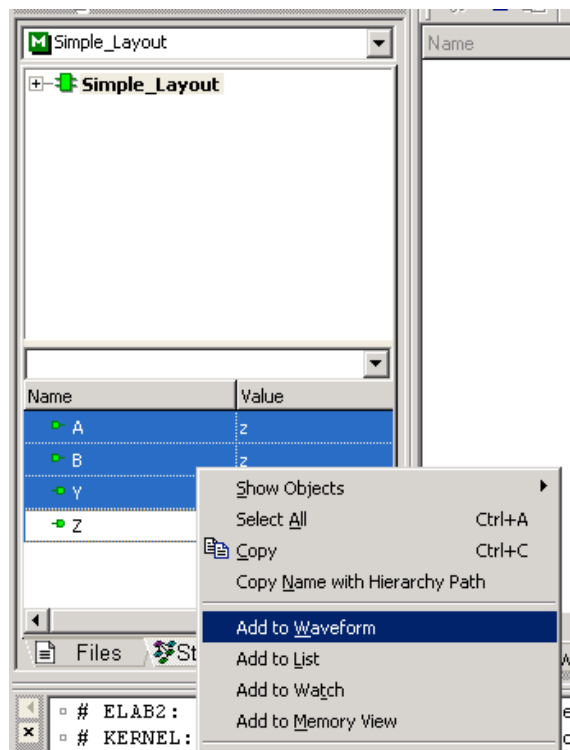 Simple_Layout
Name
Simple_Layout
Name Value
A z
B z
Y
Z
Show Objects
Select All Ctrl+A
Copy Ctrl+C
Copy Name with Hierarchy Path
Add to Waveform
Add to List
Add to Watch
Add to Memory View
Files St
# ELAB2:
# KERNEL: